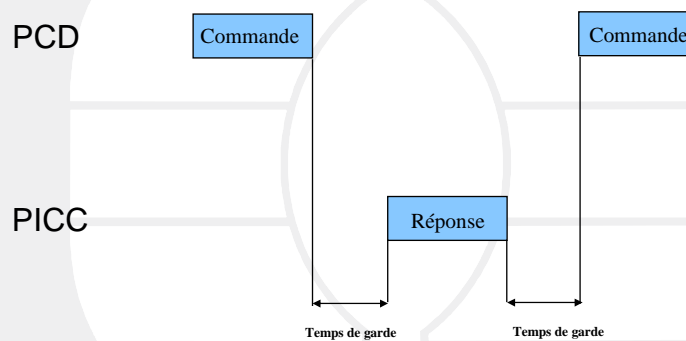 PCD
Commande
Commande
PICC
Réponse
Temps de garde
Temps de garde